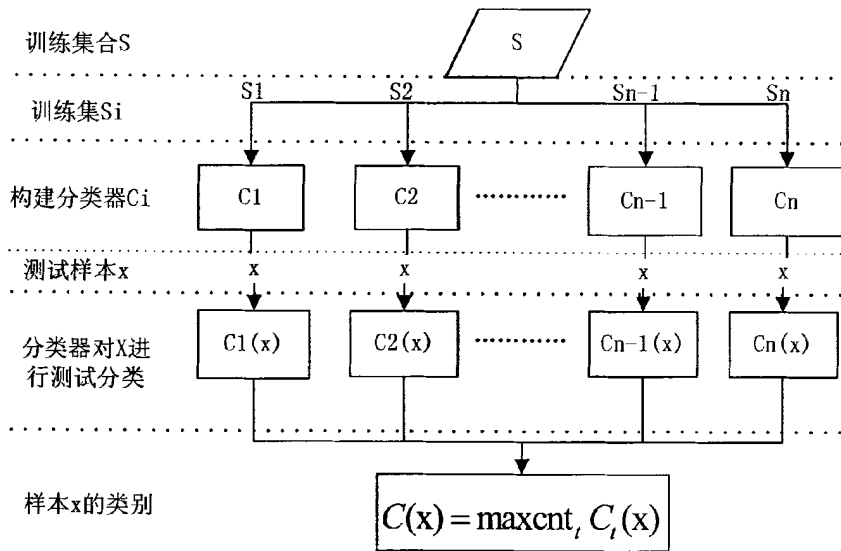 训练集合S
S
训练集Si
S1
S2
Sn-1
Sn
构建分类器Ci
C1
C2
············
Cn-1
Cn
测试样本x
x
x
x
x
分类器对X进
行测试分类
C1(x)
C2(x)
············
Cn-1(x)
Cn(x)
样本x的类别
C(x) = maxcntₜ Cₜ(x)